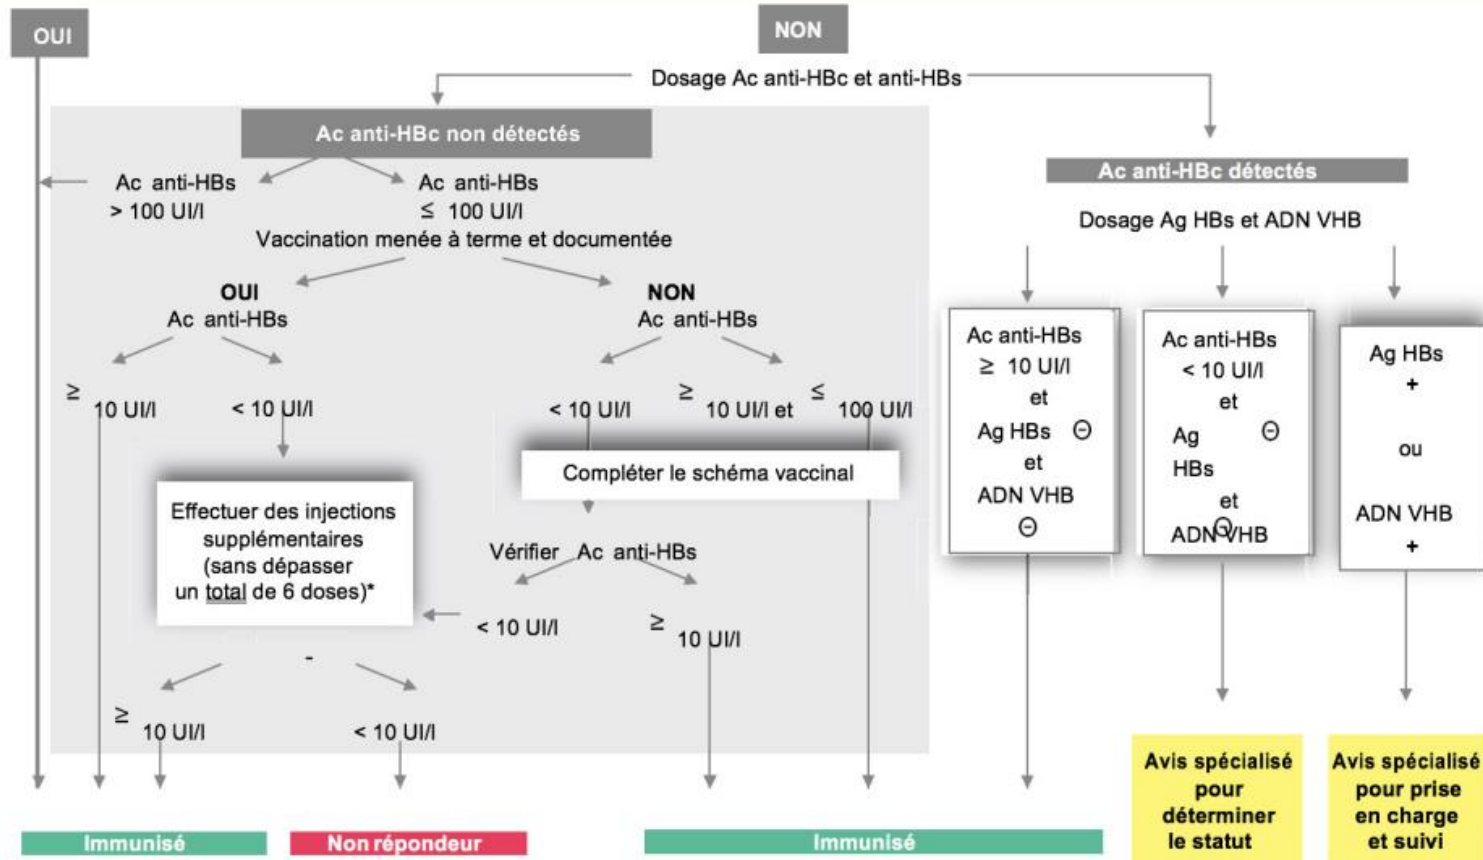 OUI
NON
Dosage Ac anti-HBc et anti-HBs
Ac anti-HBc non détectés
Ac anti-HBs
> 100 UI/l
Ac anti-HBs
≤ 100 UI/l
Vaccination menée à terme et documentée
OUI
Ac anti-HBs
NON
Ac anti-HBs
≥ 10 UI/l
< 10 UI/l
< 10 UI/l
≥ 10 UI/l et ≤ 100 UI/l
Effectuer des injections
supplémentaires
(sans dépasser
un total de 6 doses)*
Compléter le schéma vaccinal
Vérifier Ac anti-HBs
< 10 UI/l
≥ 10 UI/l
-
≥ 10 UI/l
< 10 UI/l
Ac anti-HBc détectés
Dosage Ag HBs et ADN VHB
Ac anti-HBs
≥ 10 UI/l
et
Ag HBs ⊖
et
ADN VHB
⊖
Ac anti-HBs
< 10 UI/l
et
Ag ⊖
HBs
et
ADN VHB
⊖
Ag HBs
+
ou
ADN VHB
+
Immunisé
Non répondeur
Immunisé
Avis spécialisé
pour
déterminer
le statut
Avis spécialisé
pour prise
en charge
et suivi